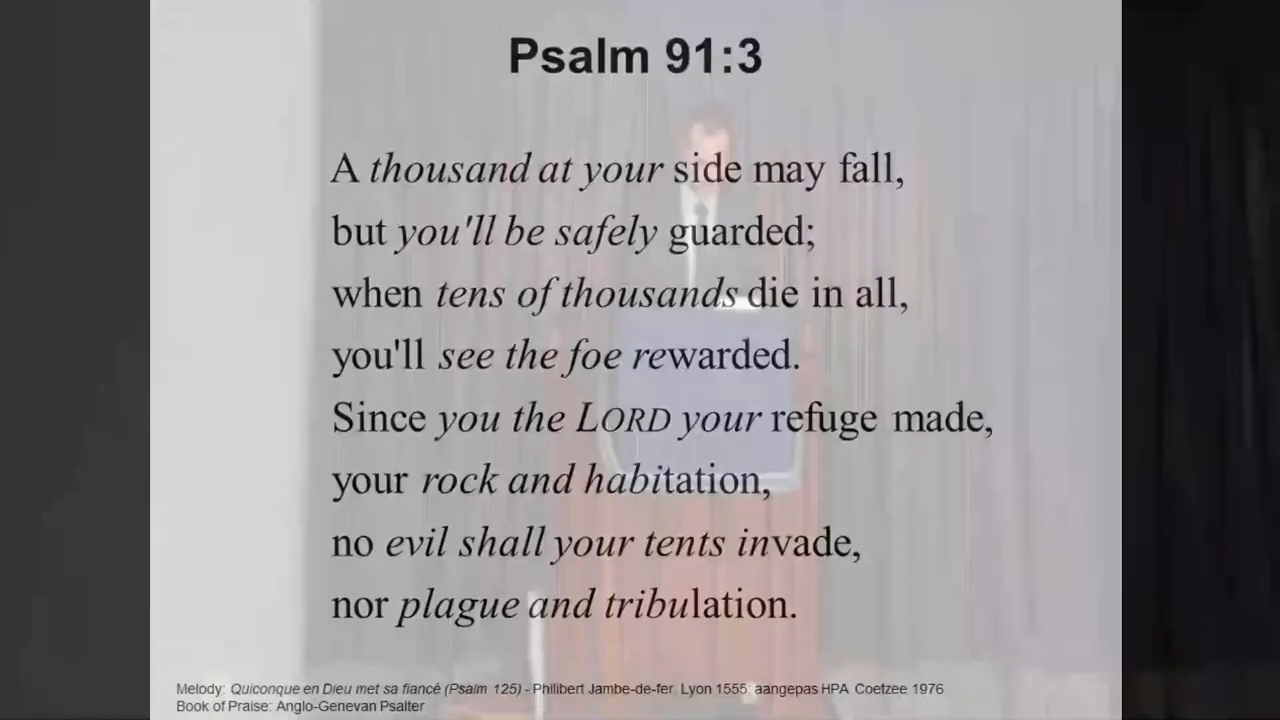 Psalm 91:3
A thousand at your side may fall,
but you'll be safely guarded;
when tens of thousands die in all,
you'll see the foe rewarded.
Since you the LORD your refuge made,
your rock and habitation,
no evil shall your tents invade,
nor plague and tribulation.
Melody: Quiconque en Dieu met sa fiancé (Psalm 125) - Philibert Jambe-de-fer, Lyon 1555; aangepas HPA Coetzee 1976
Book of Praise: Anglo-Genevan Psalter